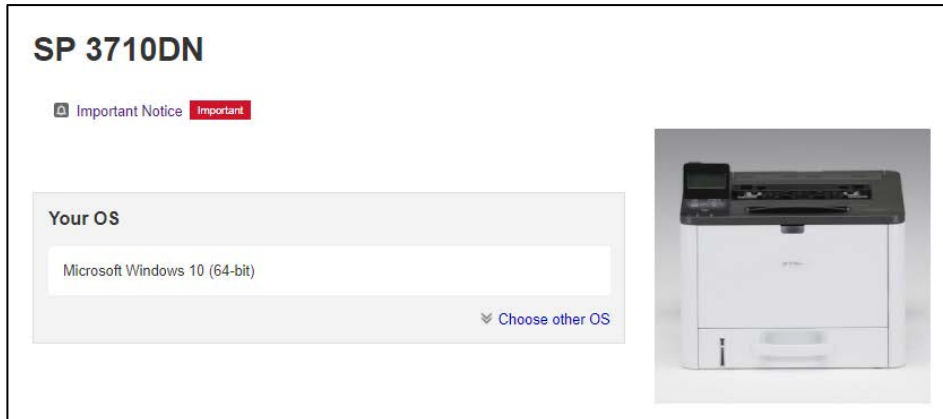 SP 3710DN
Important Notice Important
Your OS
Microsoft Windows 10 (64-bit)
Choose other OS